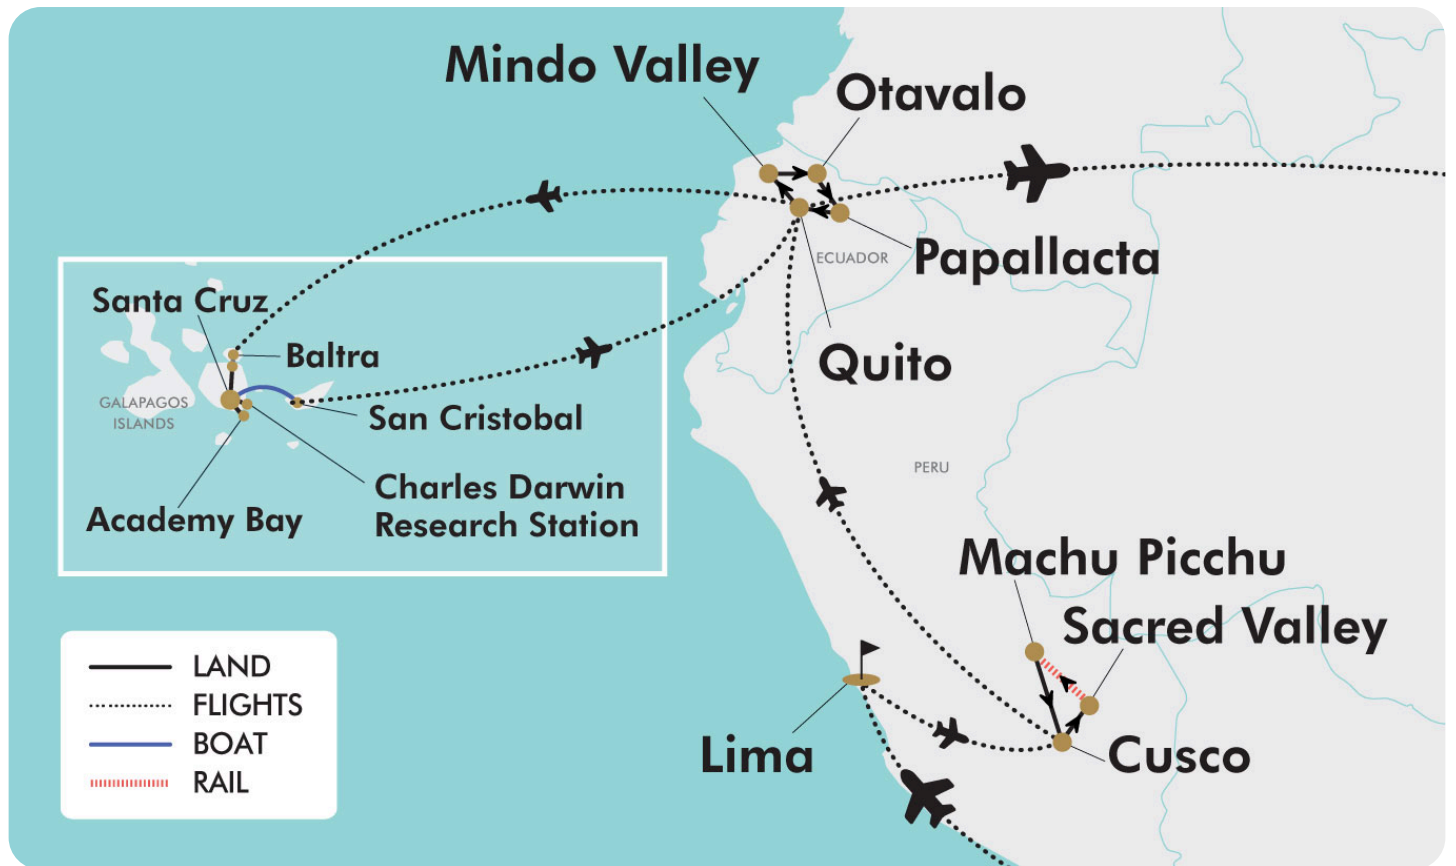 Mindo Valley
Otavalo
ECUADOR
Papallacta
Quito
Santa Cruz
Baltra
GALAPAGOS
ISLANDS
San Cristobal
Charles Darwin
Research Station
Academy Bay
PERU
Machu Picchu
Sacred Valley
Lima
Cusco
LAND
FLIGHTS
BOAT
RAIL